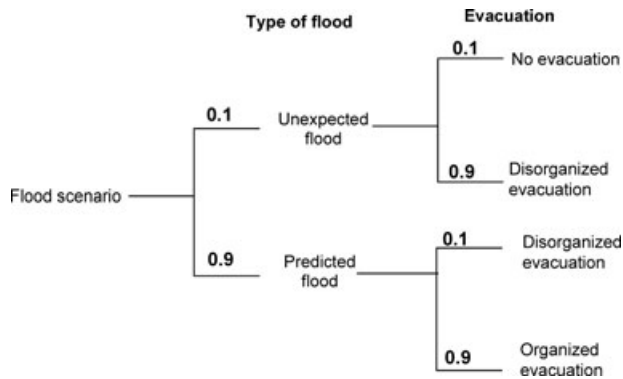 Type of flood
Evacuation
0.1
No evacuation
0.1
Unexpected
flood
0.9
Disorganized
evacuation
Flood scenario
0.9
Predicted
flood
0.1
Disorganized
evacuation
0.9
Organized
evacuation